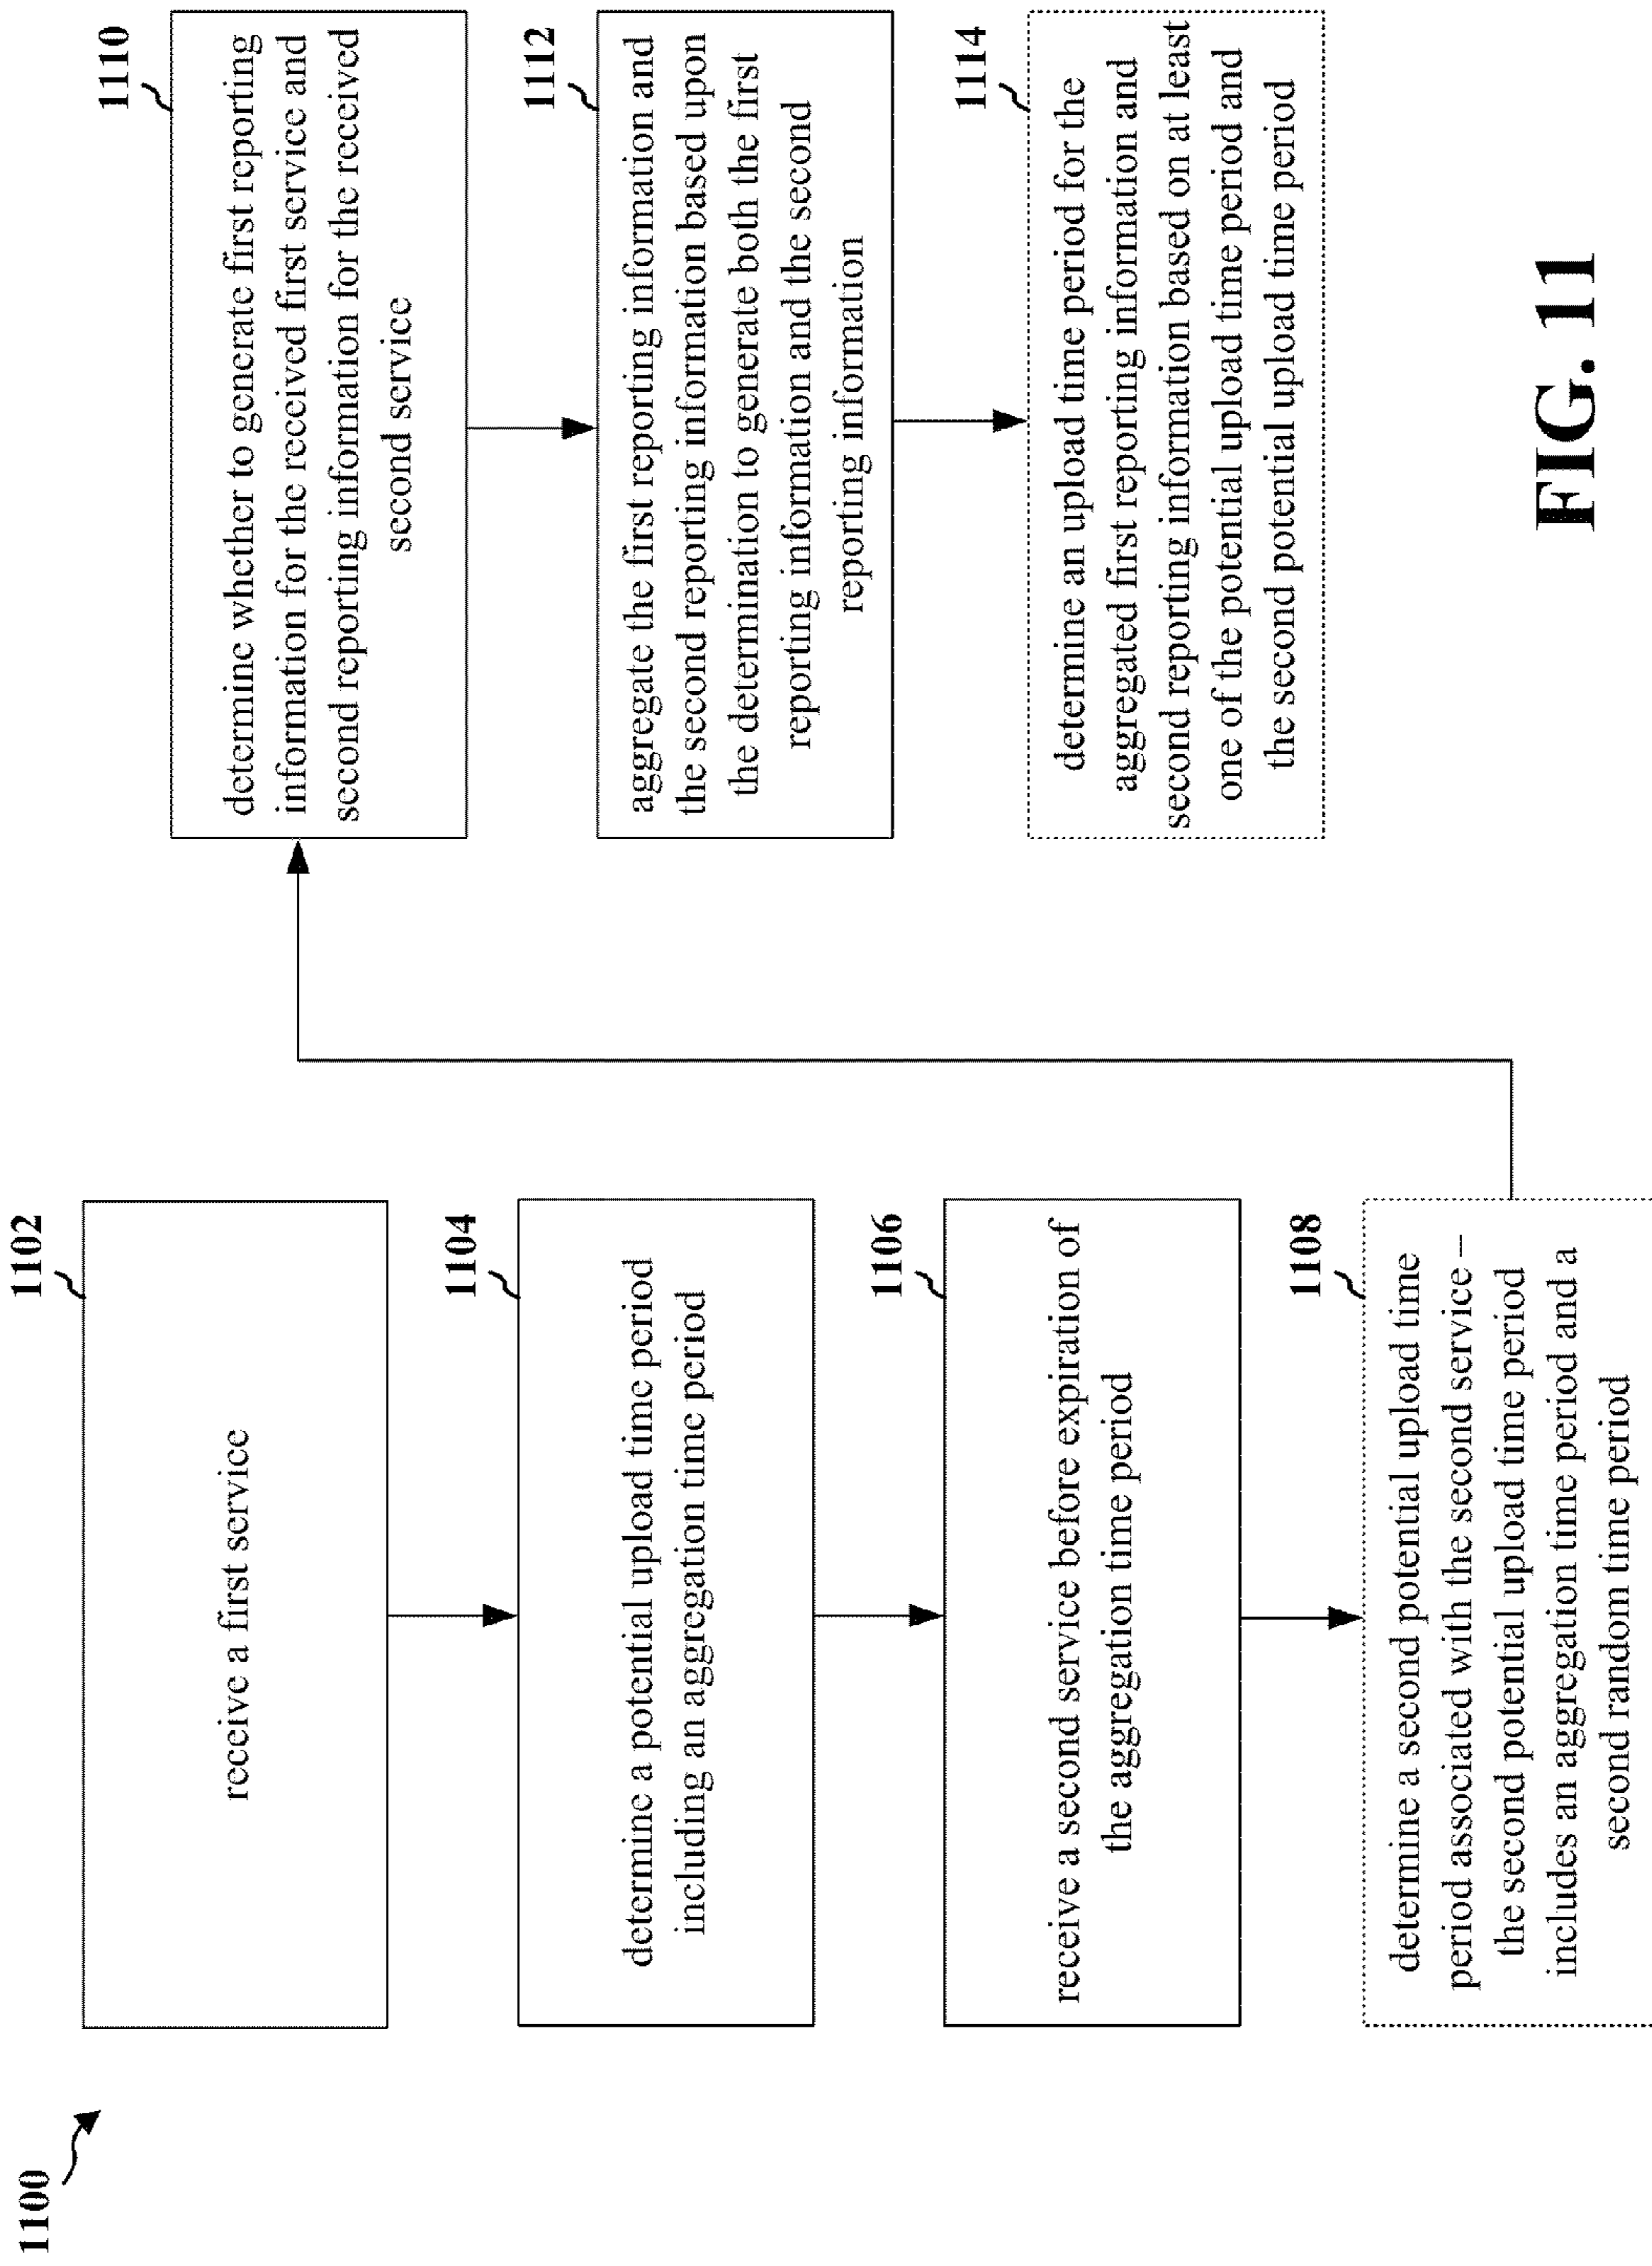 1100
1102
receive a first service
1104
determine a potential upload time period
including an aggregation time period
1106
receive a second service before expiration of
the aggregation time period
1108
determine a second potential upload time
period associated with the second service –
the second potential upload time period
includes an aggregation time period and a
second random time period
1110
determine whether to generate first reporting
information for the received first service and
second reporting information for the received
second service
1112
aggregate the first reporting information and
the second reporting information based upon
the determination to generate both the first
reporting information and the second
reporting information
1114
determine an upload time period for the
aggregated first reporting information and
second reporting information based on at least
one of the potential upload time period and
the second potential upload time period
FIG. 11